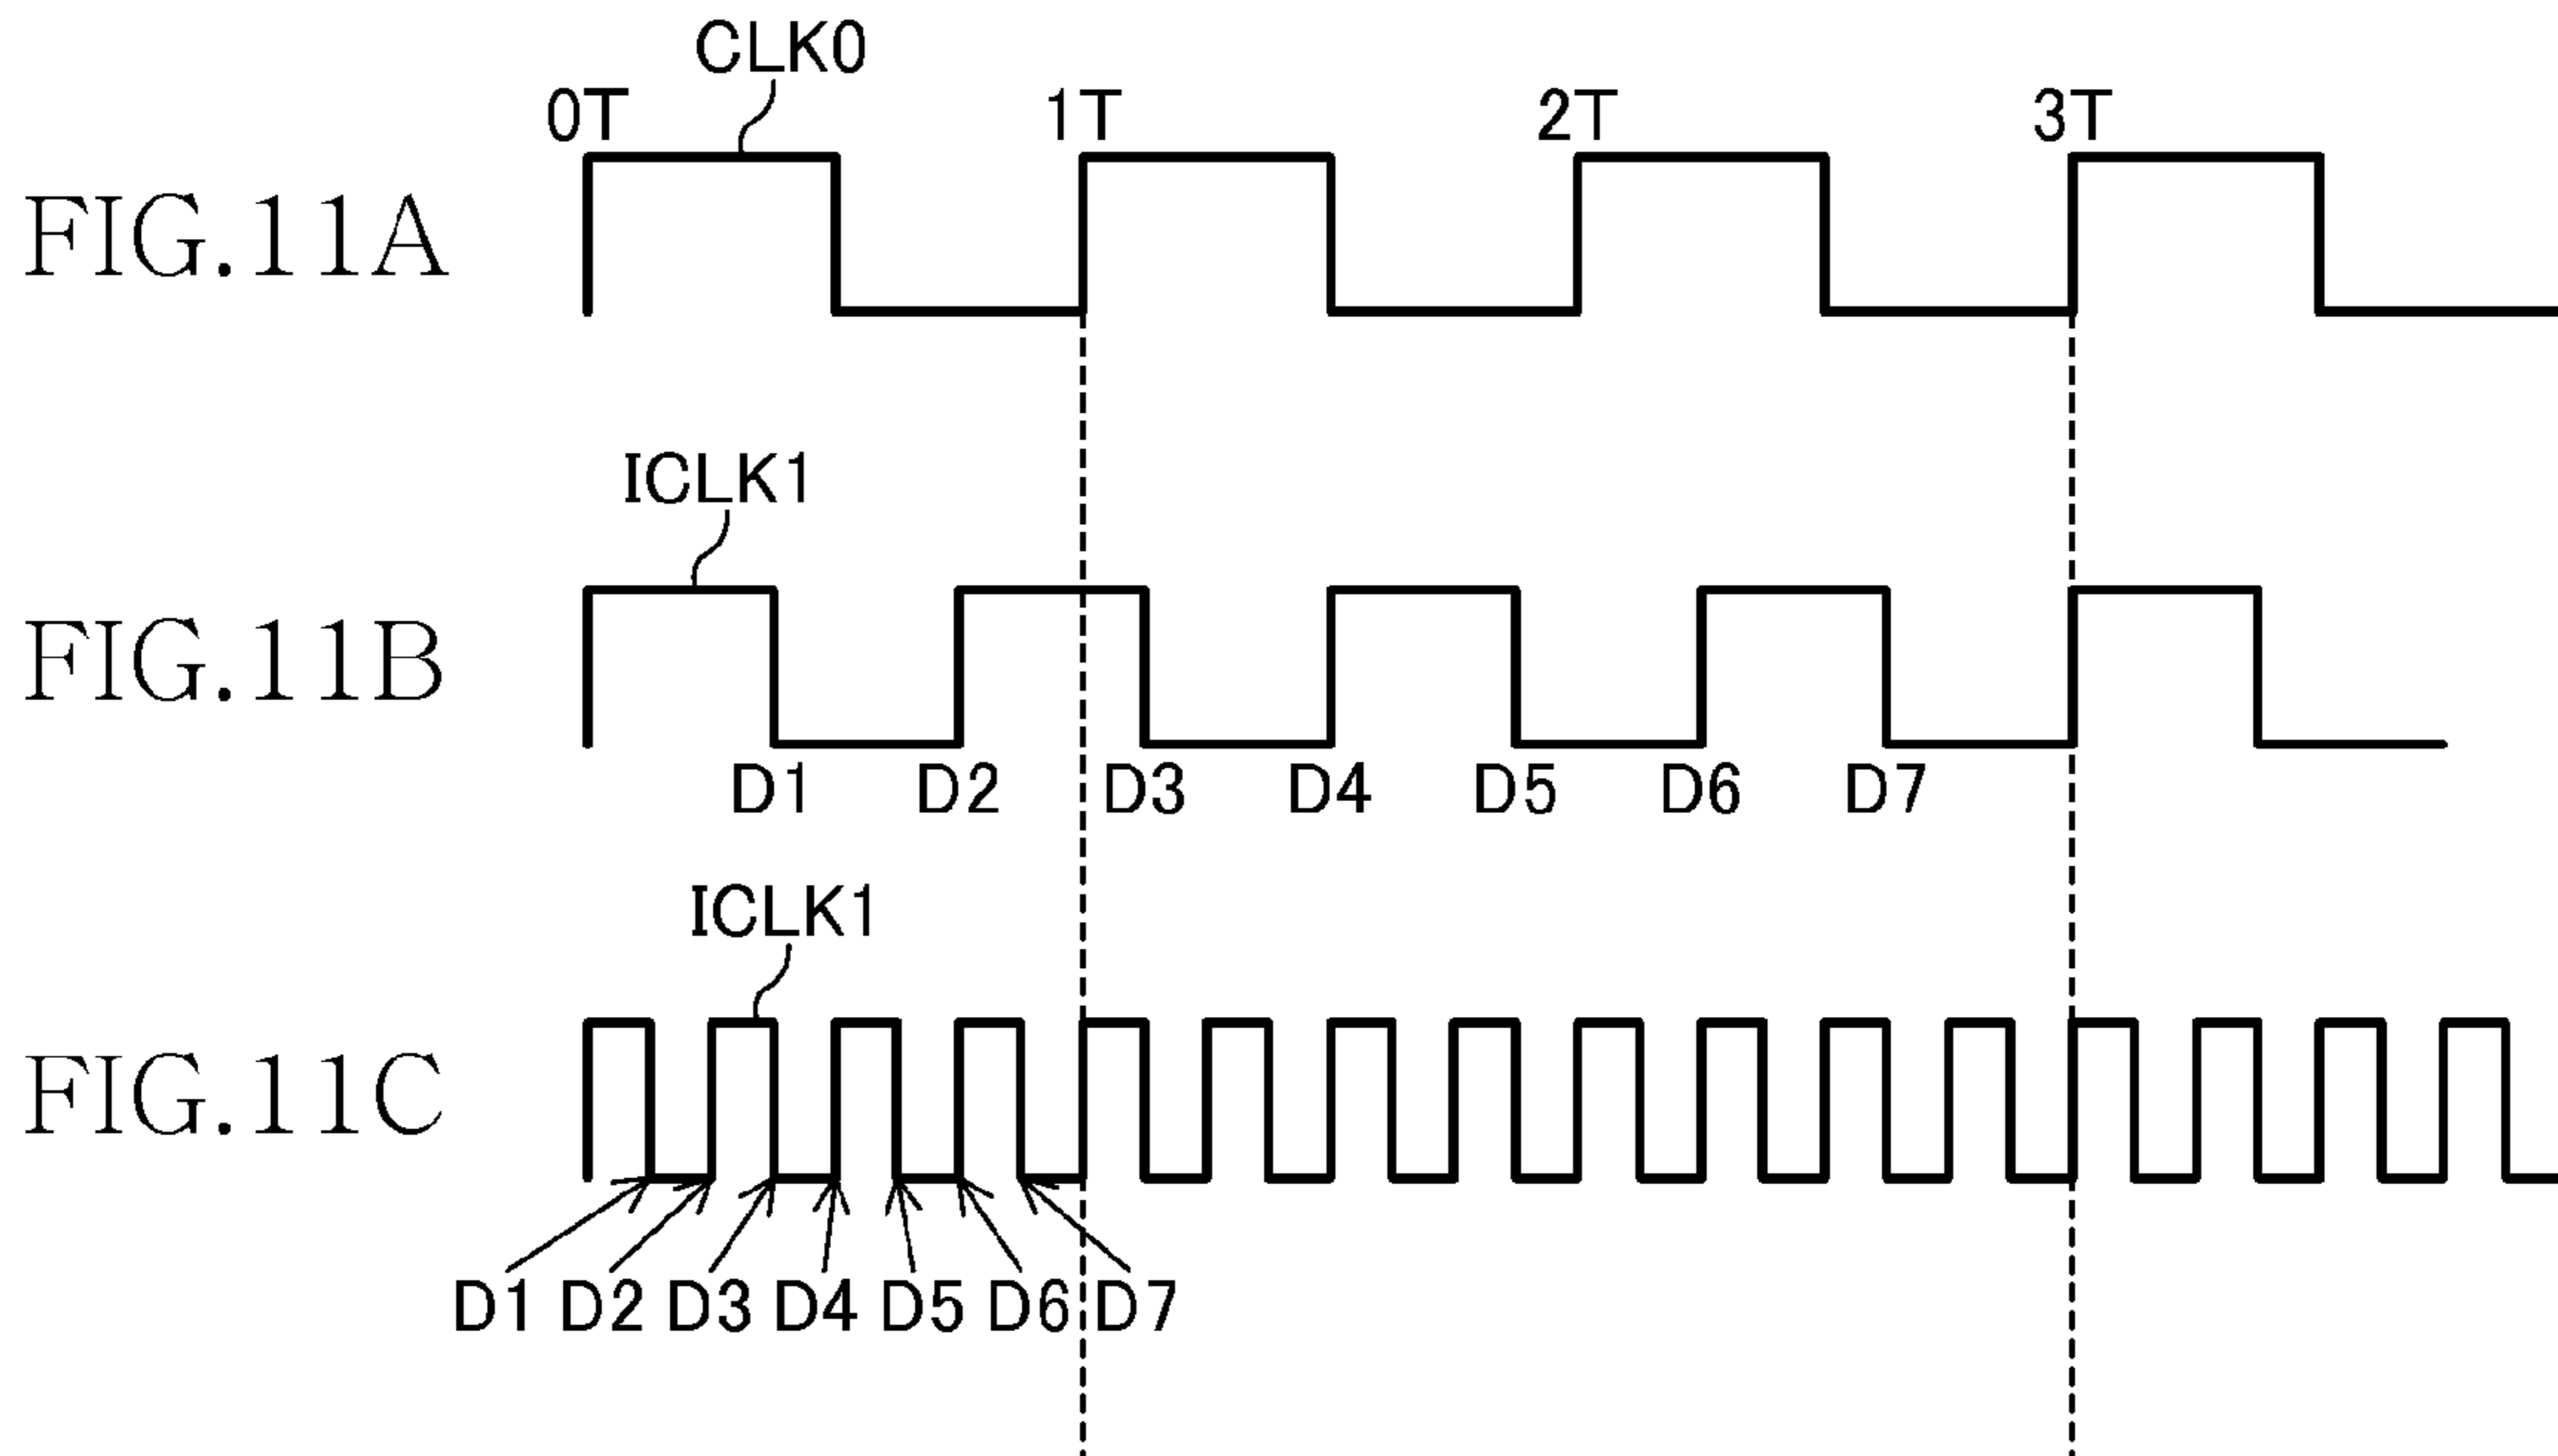 CLK0
0T 1T 2T 3T
FIG.11A
ICLK1
FIG.11B
D1 D2 D3 D4 D5 D6 D7
ICLK1
FIG.11C
D1 D2 D3 D4 D5 D6 D7